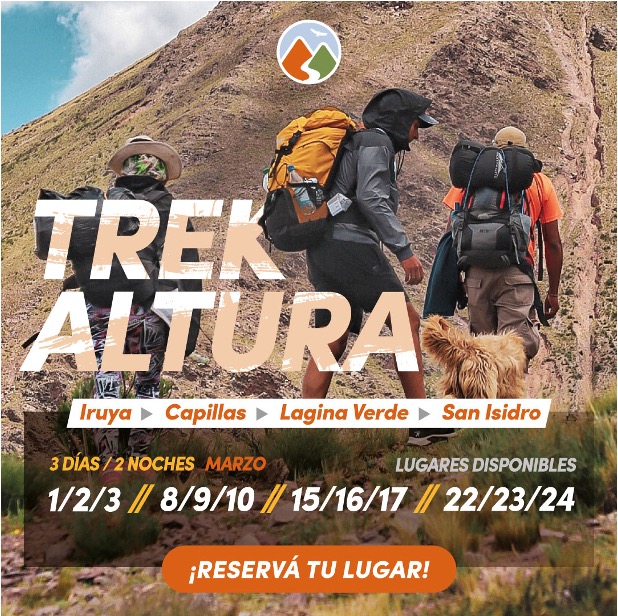 TREK
ALTURA
Iruya ▶ Capillas ▶ Lagina Verde ▶ San Isidro
3 DÍAS / 2 NOCHES MARZO LUGARES DISPONIBLES
1/2/3 // 8/9/10 // 15/16/17 // 22/23/24
¡RESERVÁ TU LUGAR!